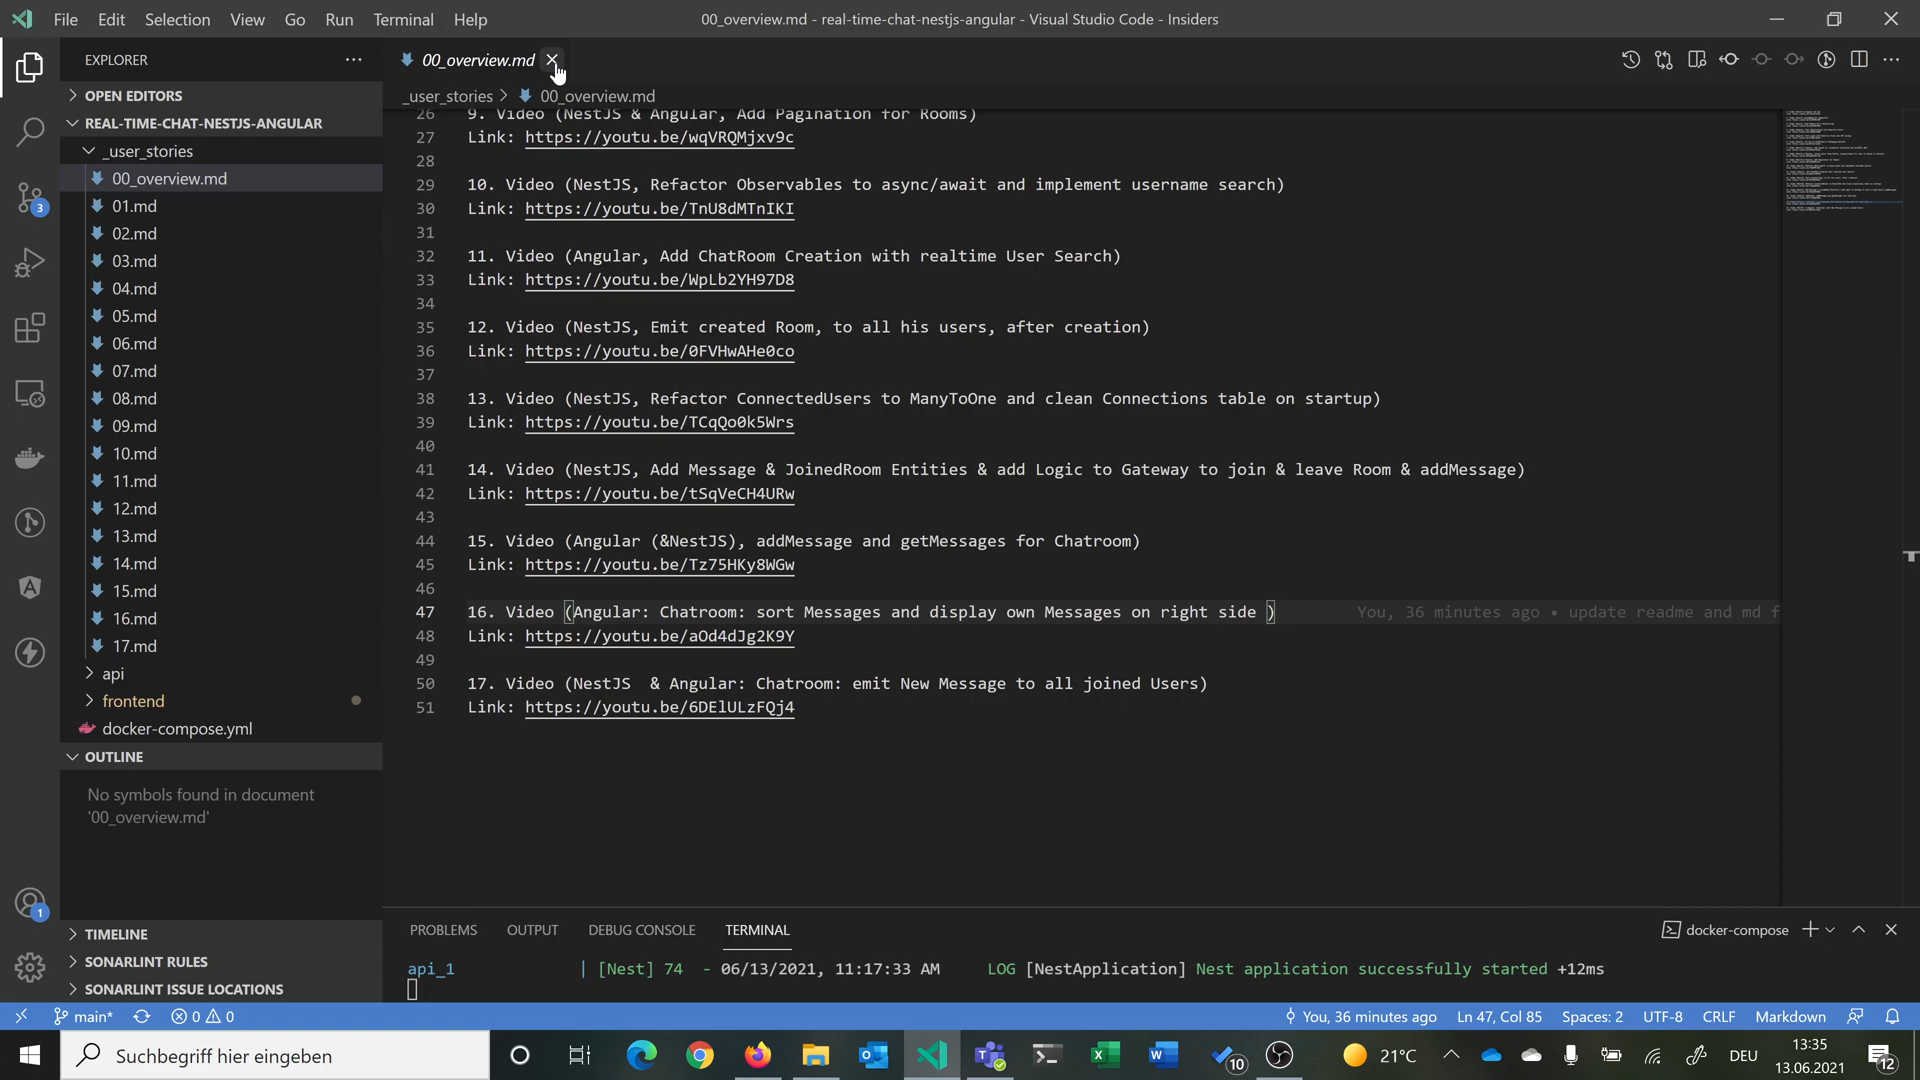 File Edit Selection View Go Run Terminal Help
00_overview.md - real-time-chat-nestjs-angular - Visual Studio Code - Insiders
EXPLORER
00_overview.md
OPEN EDITORS
_user_stories > 00_overview.md
REAL-TIME-CHAT-NESTJS-ANGULAR
_user_stories
00_overview.md
01.md
02.md
03.md
04.md
05.md
06.md
07.md
08.md
09.md
10.md
11.md
12.md
13.md
14.md
15.md
16.md
17.md
api
frontend
docker-compose.yml
OUTLINE
No symbols found in document
'00_overview.md'
TIMELINE
SONARLINT RULES
SONARLINT ISSUE LOCATIONS
3
1
26 9. Video (NestJS & Angular, Add Pagination for Rooms)
27 Link: https://youtu.be/wqVRQMjxv9c
28
29 10. Video (NestJS, Refactor Observables to async/await and implement username search)
30 Link: https://youtu.be/TnU8dMTnIKI
31
32 11. Video (Angular, Add ChatRoom Creation with realtime User Search)
33 Link: https://youtu.be/WpLb2YH97D8
34
35 12. Video (NestJS, Emit created Room, to all his users, after creation)
36 Link: https://youtu.be/0FVHwAHe0co
37
38 13. Video (NestJS, Refactor ConnectedUsers to ManyToOne and clean Connections table on startup)
39 Link: https://youtu.be/TCqQo0k5Wrs
40
41 14. Video (NestJS, Add Message & JoinedRoom Entities & add Logic to Gateway to join & leave Room & addMessage)
42 Link: https://youtu.be/tSqVeCH4URw
43
44 15. Video (Angular (&NestJS), addMessage and getMessages for Chatroom)
45 Link: https://youtu.be/Tz75HKy8WGw
46
47 16. Video (Angular: Chatroom: sort Messages and display own Messages on right side ) You, 36 minutes ago • update readme and md f
48 Link: https://youtu.be/aOd4dJg2K9Y
49
50 17. Video (NestJS  & Angular: Chatroom: emit New Message to all joined Users)
51 Link: https://youtu.be/6DElULzFQj4
PROBLEMS OUTPUT DEBUG CONSOLE TERMINAL docker-compose
api_1 | [Nest] 74 - 06/13/2021, 11:17:33 AM LOG [NestApplication] Nest application successfully started +12ms
main* 0 0 You, 36 minutes ago Ln 47, Col 85 Spaces: 2 UTF-8 CRLF Markdown
Suchbegriff hier eingeben 10 21°C DEU 13:35
13.06.2021
12